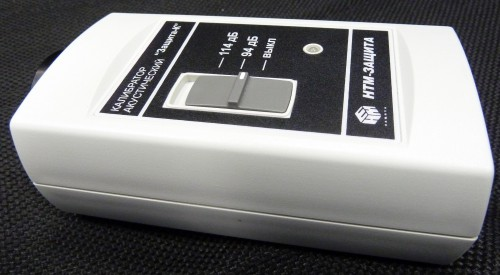 КАЛИБРАТОР
АКУСТИЧЕСКИЙ "Защита-К"
114 дБ
94 дБ
ВЫКЛ
НТМ-ЗАЩИТА